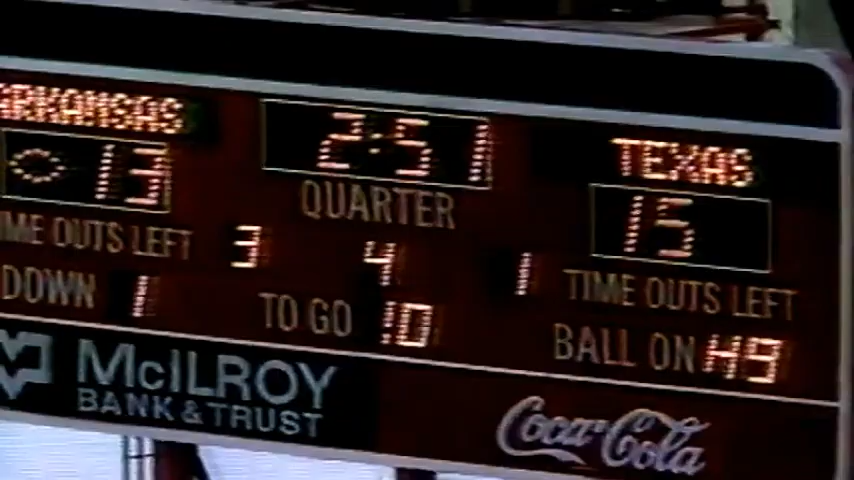 ARKANSAS 2:51 TEXAS
13 QUARTER 15
TIME OUTS LEFT 3 4 1 TIME OUTS LEFT
DOWN 1 TO GO 10 BALL ON H9
McILROY
BANK & TRUST
Coca-Cola